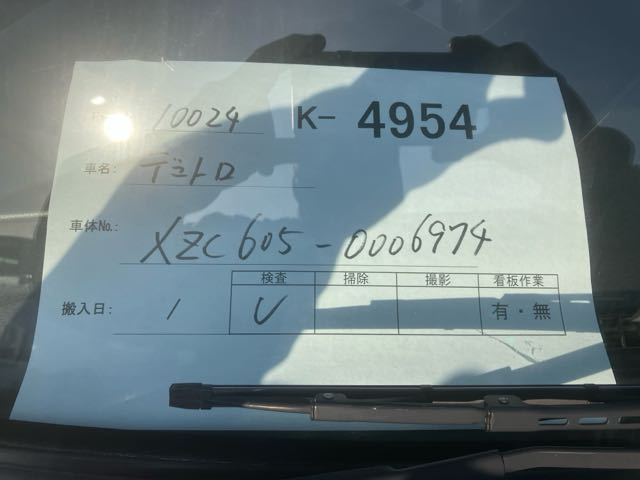 10024 K-4954
車名: デュトロ
車体No.: XZC605-0006974
検査 掃除 撮影 看板作業
搬入日: 1 レ 有・無